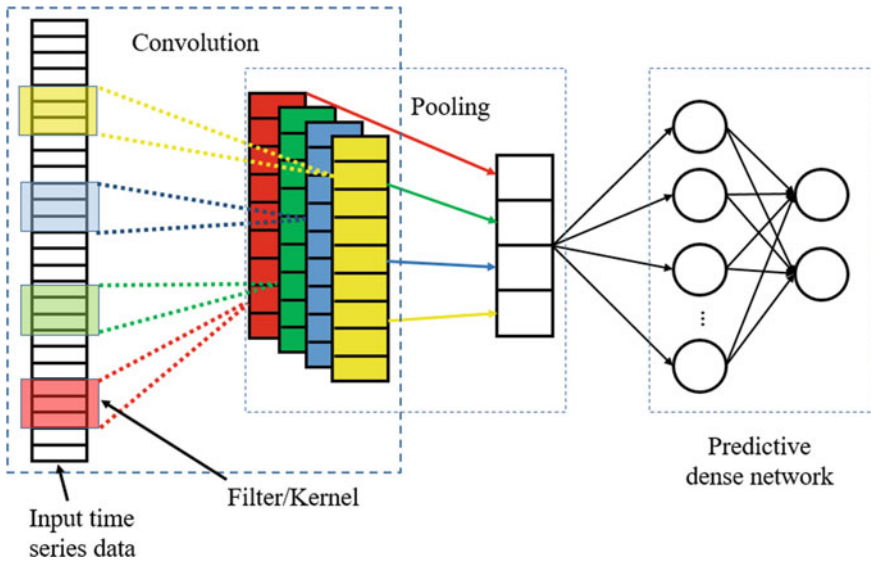 Convolution
Pooling
...
Predictive
dense network
Filter/Kernel
Input time
series data